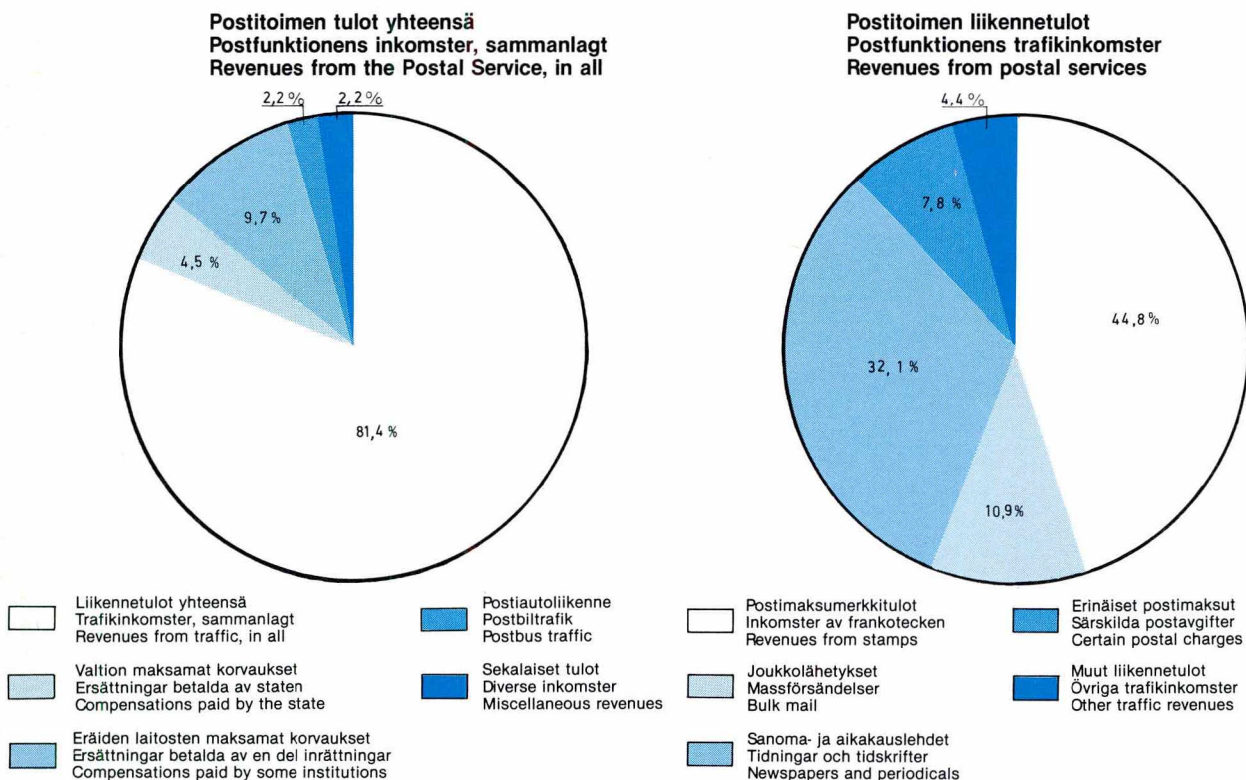 Postitoimen tulot yhteensä
Postfunktionens inkomster, sammanlagt
Revenues from the Postal Service, in all
2,2 %
2,2 %
9,7 %
4,5 %
81,4 %
Liikennetulot yhteensä
Trafikinkomster, sammanlagt
Revenues from traffic, in all
Valtion maksamat korvaukset
Ersättningar betalda av staten
Compensations paid by the state
Eräiden laitosten maksamat korvaukset
Ersättningar betalda av en del inrättningar
Compensations paid by some institutions
Postiautoliikenne
Postbiltrafik
Postbus traffic
Sekalaiset tulot
Diverse inkomster
Miscellaneous revenues
Postitoimen liikennetulot
Postfunktionens trafikinkomster
Revenues from postal services
4,4 %
7,8 %
44,8%
32,1 %
10,9%
Postimaksumerkkitulot
Inkomster av frankotecken
Revenues from stamps
Joukkolähetykset
Massförsändelser
Bulk mail
Sanoma- ja aikakauslehdet
Tidningar och tidskrifter
Newspapers and periodicals
Erinäiset postimaksut
Särskilda postavgifter
Certain postal charges
Muut liikennetulot
Övriga trafikinkomster
Other traffic revenues